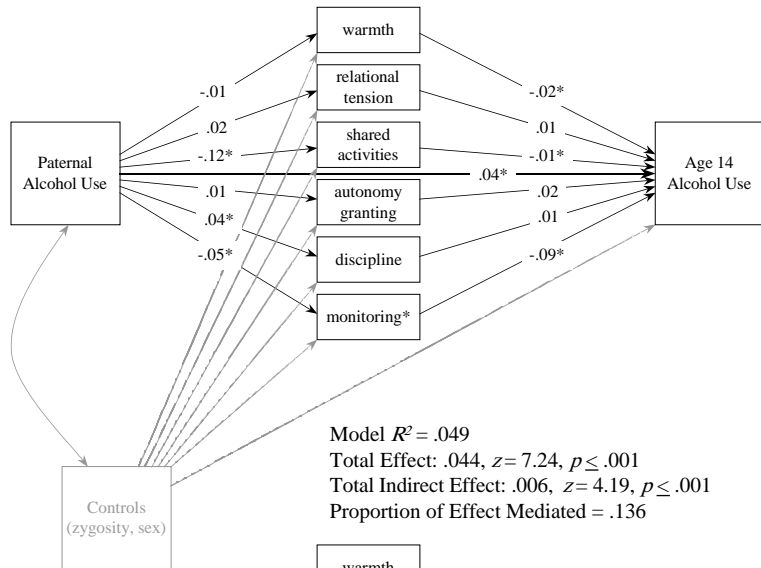 warmth
-.01
-.02*
relational
tension
.02
.01
Paternal
Alcohol Use
-.12*
shared
activities
-.01*
Age 14
Alcohol Use
.04*
.01
autonomy
granting
.02
.04*
discipline
.01
-.05*
monitoring*
-.09*
Model R² = .049
Total Effect: .044, z = 7.24, p ≤ .001
Total Indirect Effect: .006, z = 4.19, p ≤ .001
Proportion of Effect Mediated = .136
Controls
(zygosity, sex)
warmth